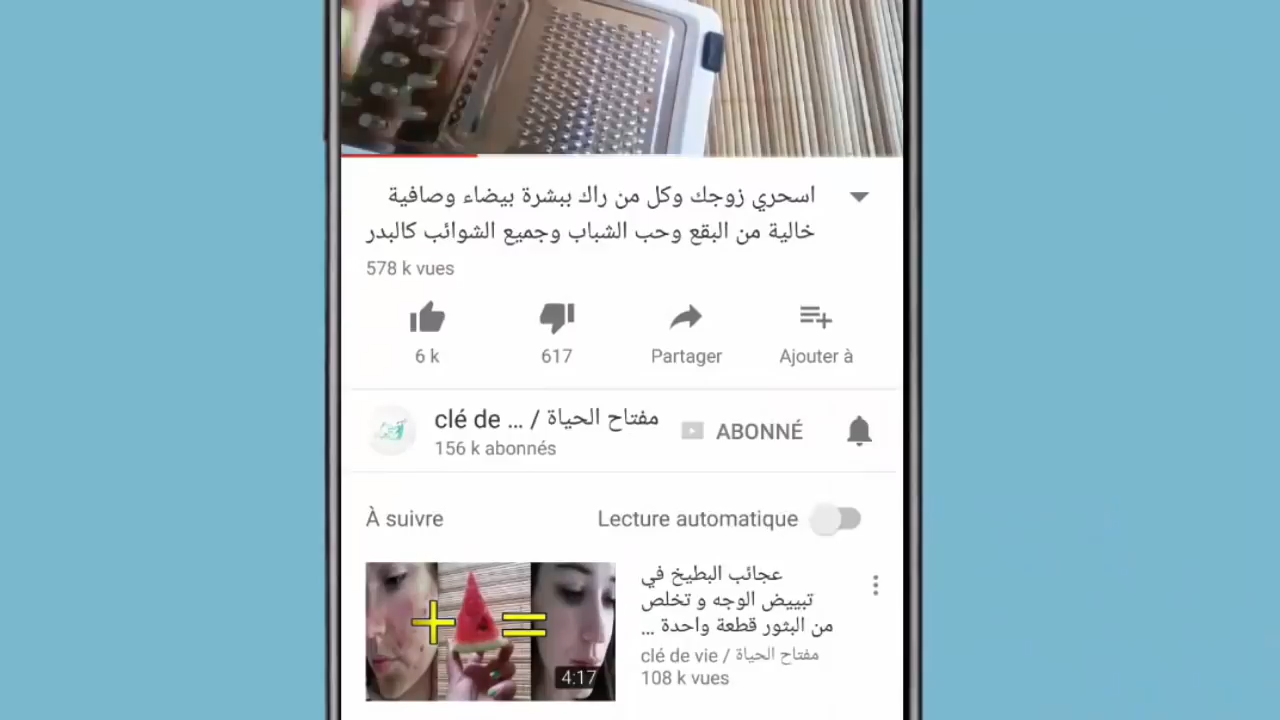 اسحري زوجك وكل من راك ببشرة بيضاء وصافية
خالية من البقع وحب الشباب وجميع الشوائب كالبدر
578 k vues
6 k
617
Partager
Ajouter à
clé de ... / مفتاح الحياة
ABONNÉ
156 k abonnés
À suivre
Lecture automatique
عجائب البطيخ في
تبييض الوجه و تخلص
من البثور قطعة واحدة ...
clé de vie / مفتاح الحياة
108 k vues
+
=
4:17